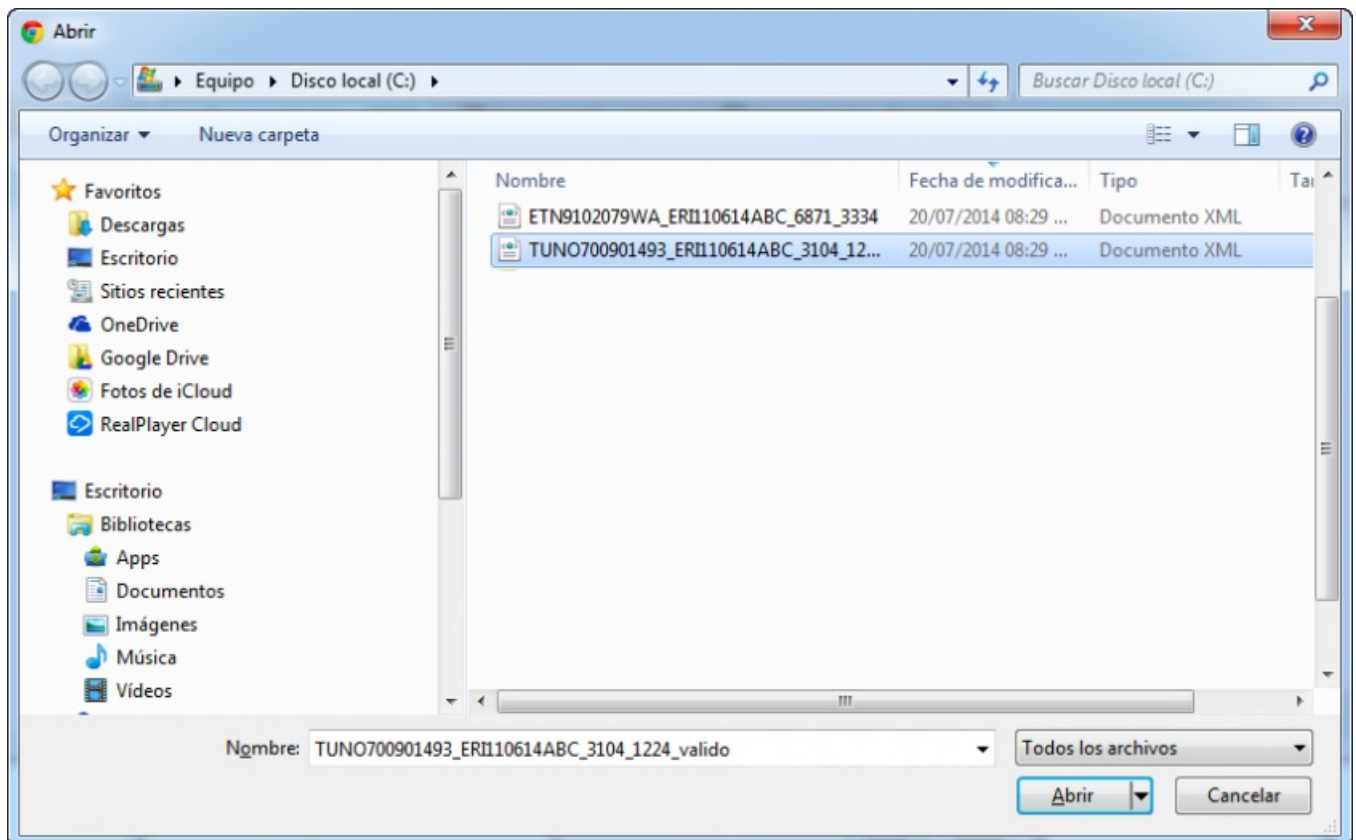 Abrir
Equipo Disco local (C:)
Buscar Disco local (C:)
Organizar Nueva carpeta
Favoritos
Descargas
Escritorio
Sitios recientes
OneDrive
Google Drive
Fotos de iCloud
RealPlayer Cloud
Escritorio
Bibliotecas
Apps
Documentos
Imágenes
Música
Vídeos
Nombre Fecha de modifica... Tipo Tai
ETN9102079WA_ERI110614ABC_6871_3334 20/07/2014 08:29 ... Documento XML
TUNO700901493_ERI110614ABC_3104_12... 20/07/2014 08:29 ... Documento XML
Nombre: TUNO700901493_ERI110614ABC_3104_1224_valido Todos los archivos
Abrir Cancelar